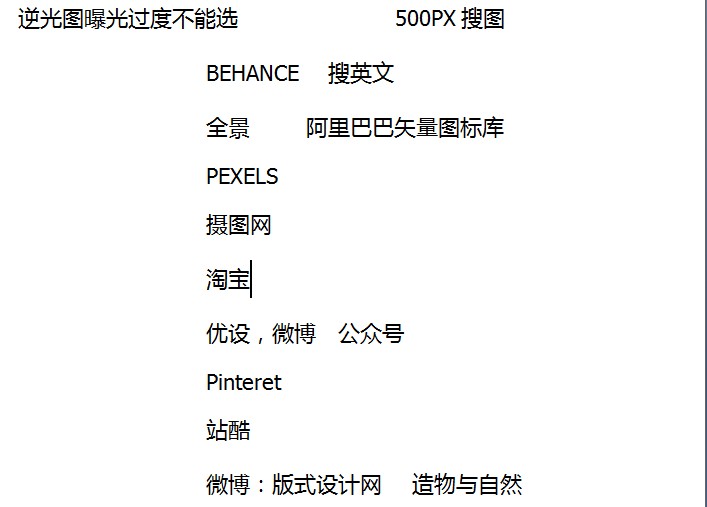 逆光图曝光过度不能选 500PX 搜图
BEHANCE 搜英文
全景 阿里巴巴矢量图标库
PEXELS
摄图网
淘宝
优设，微博 公众号
Pinteret
站酷
微博：版式设计网 造物与自然